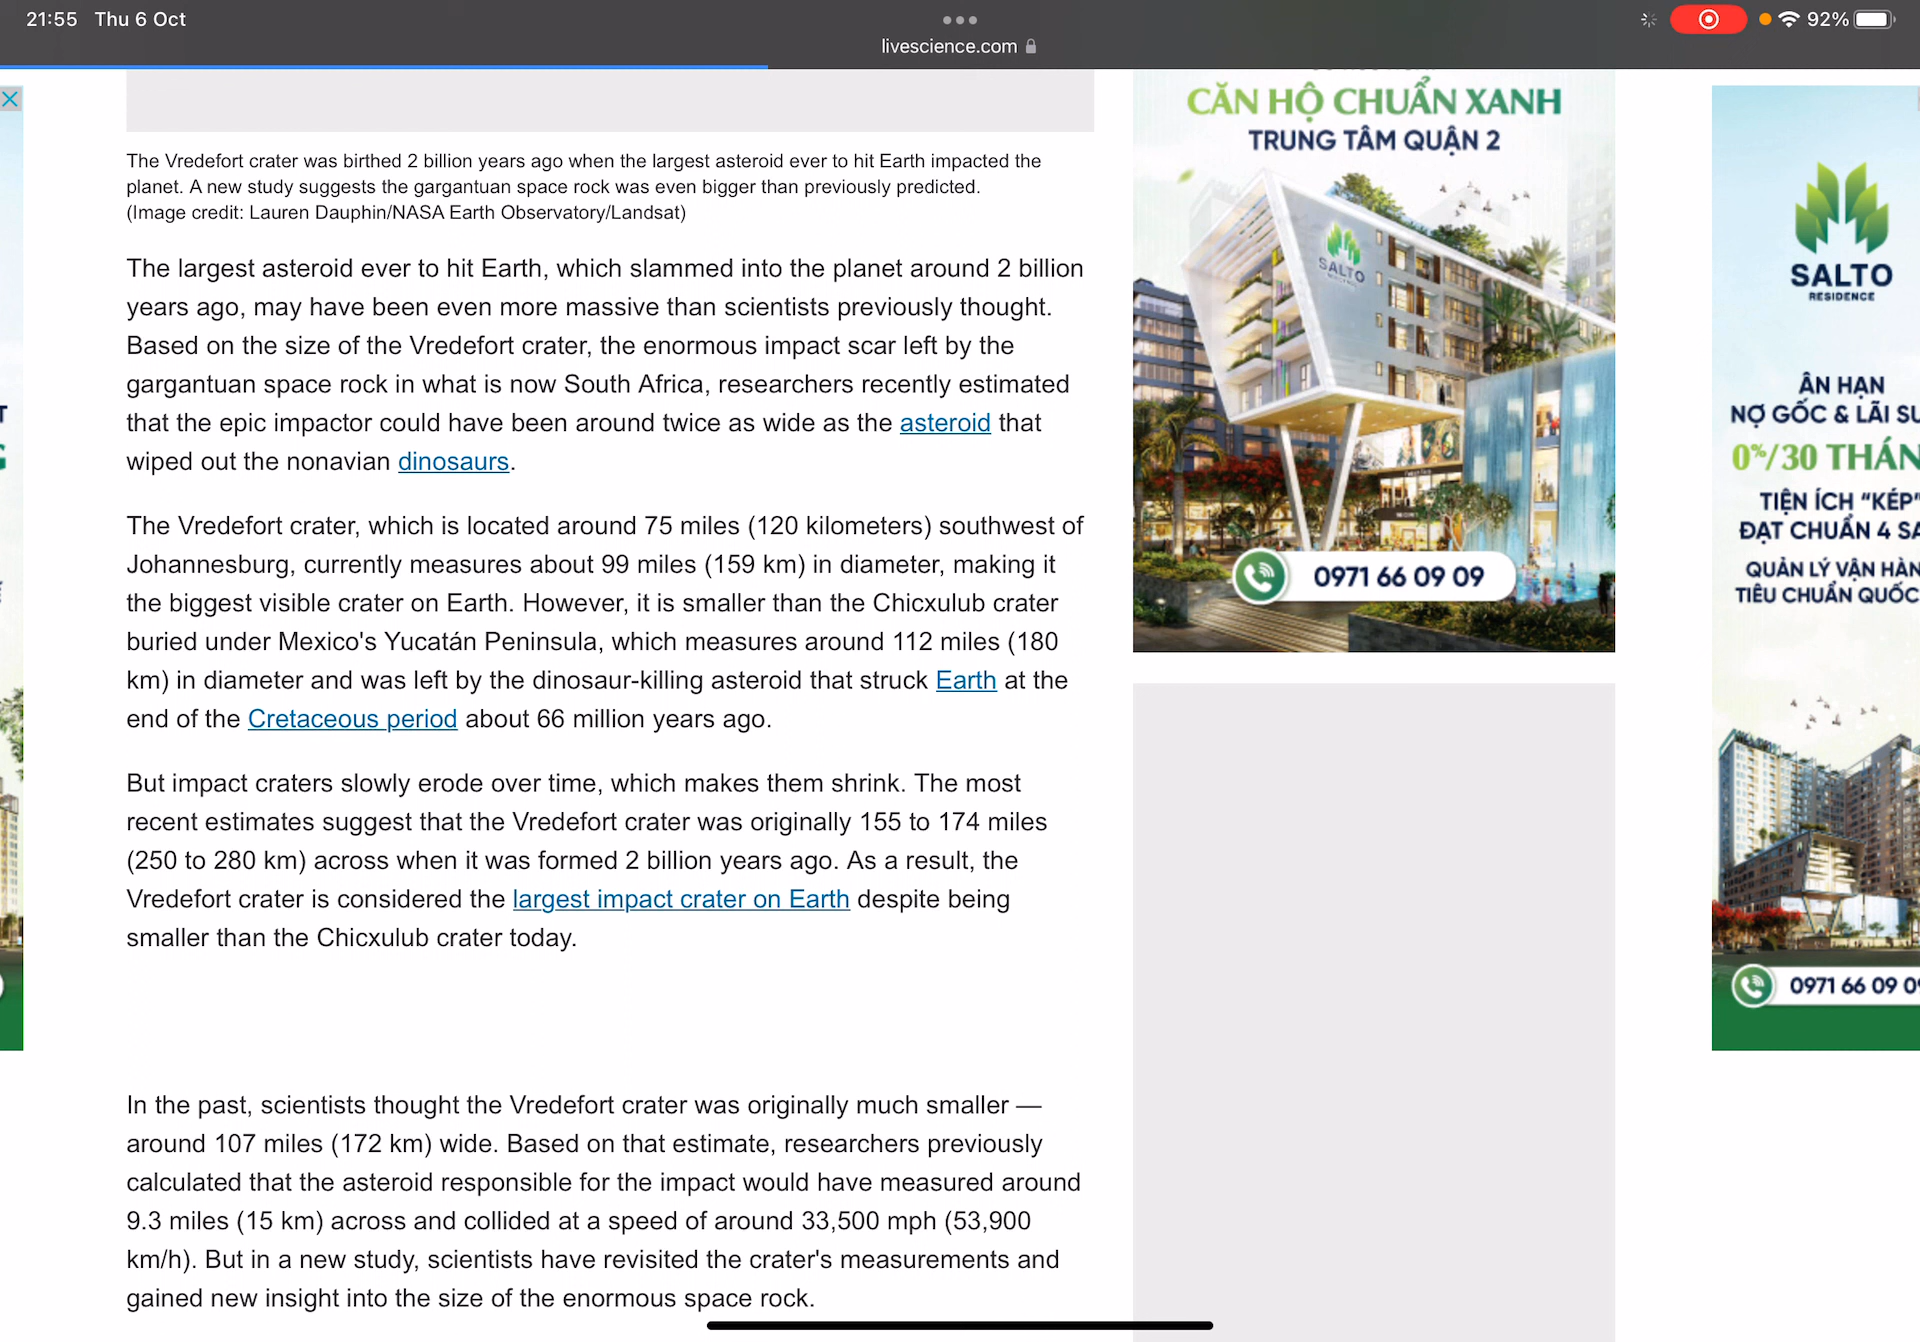 21:55 Thu 6 Oct
livescience.com
92%
The Vredefort crater was birthed 2 billion years ago when the largest asteroid ever to hit Earth impacted the
planet. A new study suggests the gargantuan space rock was even bigger than previously predicted.
(Image credit: Lauren Dauphin/NASA Earth Observatory/Landsat)
The largest asteroid ever to hit Earth, which slammed into the planet around 2 billion
years ago, may have been even more massive than scientists previously thought.
Based on the size of the Vredefort crater, the enormous impact scar left by the
gargantuan space rock in what is now South Africa, researchers recently estimated
that the epic impactor could have been around twice as wide as the asteroid that
wiped out the nonavian dinosaurs.
The Vredefort crater, which is located around 75 miles (120 kilometers) southwest of
Johannesburg, currently measures about 99 miles (159 km) in diameter, making it
the biggest visible crater on Earth. However, it is smaller than the Chicxulub crater
buried under Mexico's Yucatán Peninsula, which measures around 112 miles (180
km) in diameter and was left by the dinosaur-killing asteroid that struck Earth at the
end of the Cretaceous period about 66 million years ago.
But impact craters slowly erode over time, which makes them shrink. The most
recent estimates suggest that the Vredefort crater was originally 155 to 174 miles
(250 to 280 km) across when it was formed 2 billion years ago. As a result, the
Vredefort crater is considered the largest impact crater on Earth despite being
smaller than the Chicxulub crater today.
In the past, scientists thought the Vredefort crater was originally much smaller —
around 107 miles (172 km) wide. Based on that estimate, researchers previously
calculated that the asteroid responsible for the impact would have measured around
9.3 miles (15 km) across and collided at a speed of around 33,500 mph (53,900
km/h). But in a new study, scientists have revisited the crater's measurements and
gained new insight into the size of the enormous space rock.
CĂN HỘ CHUẨN XANH
TRUNG TÂM QUẬN 2
SALTO
0971 66 09 09
SALTO
RESIDENCE
ÂN HẠN
NỢ GỐC & LÃI SU
0%/30 THÁN
TIỆN ÍCH “KÉP”
ĐẠT CHUẨN 4 SA
QUẢN LÝ VẬN HÀN
TIÊU CHUẨN QUỐC
0971 66 09 09